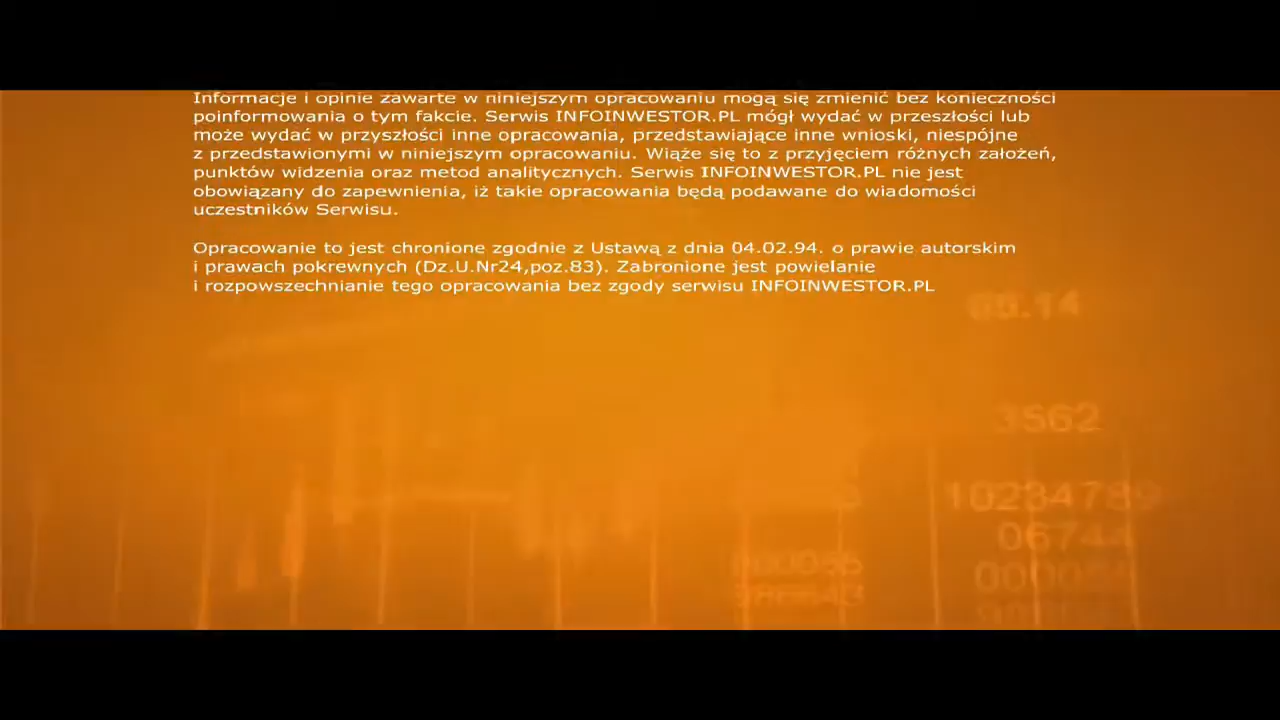 Informacje i opinie zawarte w niniejszym opracowaniu mogą się zmienić bez konieczności
poinformowania o tym fakcie. Serwis INFOINWESTOR.PL mógł wydać w przeszłości lub
może wydać w przyszłości inne opracowania, przedstawiające inne wnioski, niespójne
z przedstawionymi w niniejszym opracowaniu. Wiąże się to z przyjęciem różnych założeń,
punktów widzenia oraz metod analitycznych. Serwis INFOINWESTOR.PL nie jest
obowiązany do zapewnienia, iż takie opracowania będą podawane do wiadomości
uczestników Serwisu.
Opracowanie to jest chronione zgodnie z Ustawą z dnia 04.02.94. o prawie autorskim
i prawach pokrewnych (Dz.U.Nr24,poz.83). Zabronione jest powielanie
i rozpowszechnianie tego opracowania bez zgody serwisu INFOINWESTOR.PL
3562
10234789